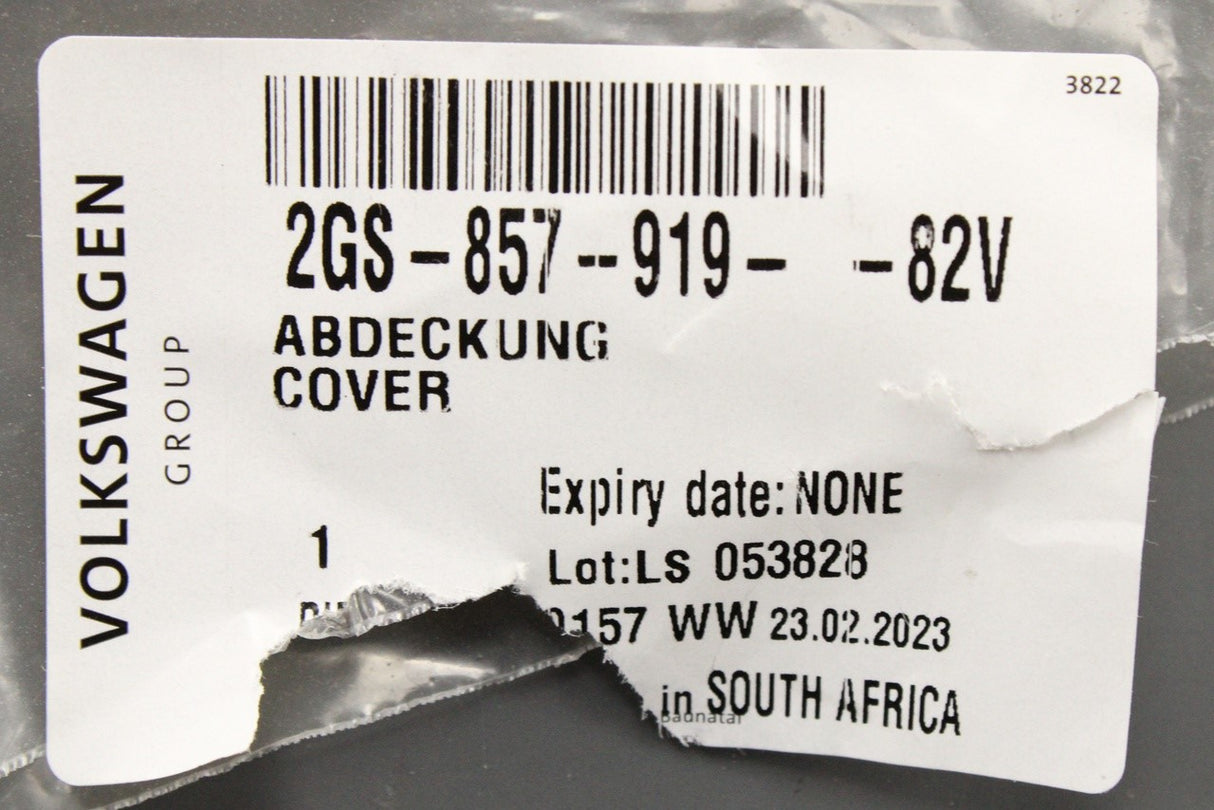 3822
VOLKSWAGEN
GROUP
2GS-857--919- -82V
ABDECKUNG
COVER
Expiry date: NONE
1
Lot:LS 053828
0157 WW 23.02.2023
in SOUTH AFRICA
Baunatal